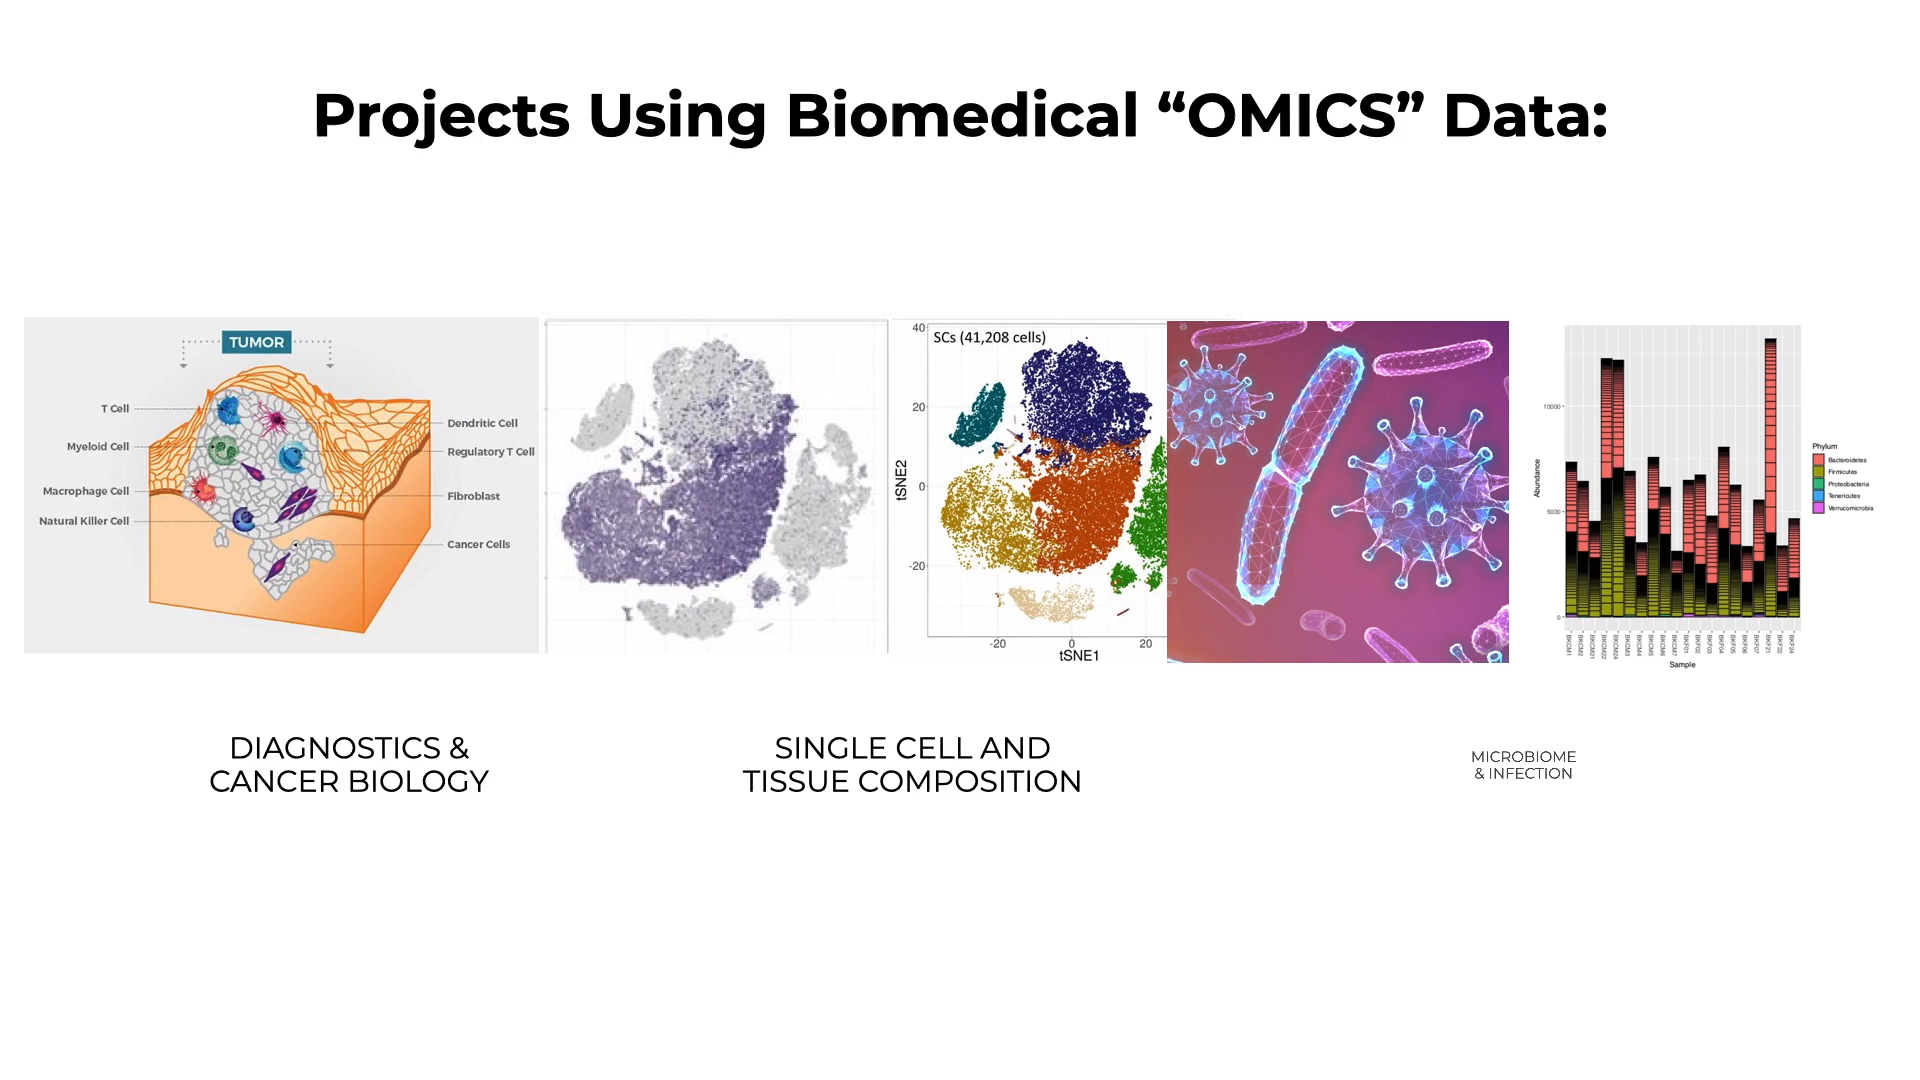 Projects Using Biomedical “OMICS” Data:
TUMOR
T Cell
Myeloid Cell
Macrophage Cell
Natural Killer Cell
Dendritic Cell
Regulatory T Cell
Fibroblast
Cancer Cells
SCs (41,208 cells)
40
20
0
-20
tSNE2
-20
0
20
tSNE1
10000
5000
0
Abundance
Sample
Phylum
Bacteroidetes
Firmicutes
Proteobacteria
Tenericutes
Verrucomicrobia
DIAGNOSTICS &
CANCER BIOLOGY
SINGLE CELL AND
TISSUE COMPOSITION
MICROBIOME
& INFECTION